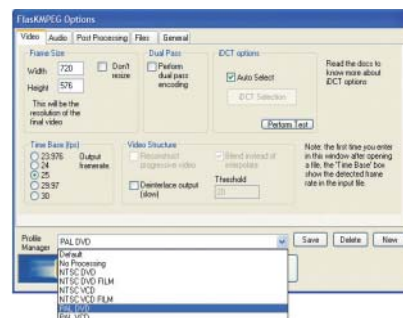 FlasKMPEG Options
Video Audio Post Processing Files General
Frame Size
Width 720
Height 576
Don't resize
This will be the
resolution of the
final video
Dual Pass
Perform
dual pass
encoding
iDCT options
Auto Select
iDCT Selection
Perform Test
Read the docs to
know more about
iDCT options
Time Base (fps)
23.976
24
25
29.97
30
Output
framerate
Video Structure
Reconstruct
progressive video
Blend instead of
interpolate
Deinterlace output
(slow)
Threshold
20
Note: the first time you enter
in this window after opening
a file, the 'Time Base' box
show the detected frame
rate in the input file.
Profile
Manager
PAL DVD
Save Delete New
Default
No Processing
NTSC DVD
NTSC DVD FILM
NTSC VCD
NTSC VCD FILM
PAL DVD
PAL VCD